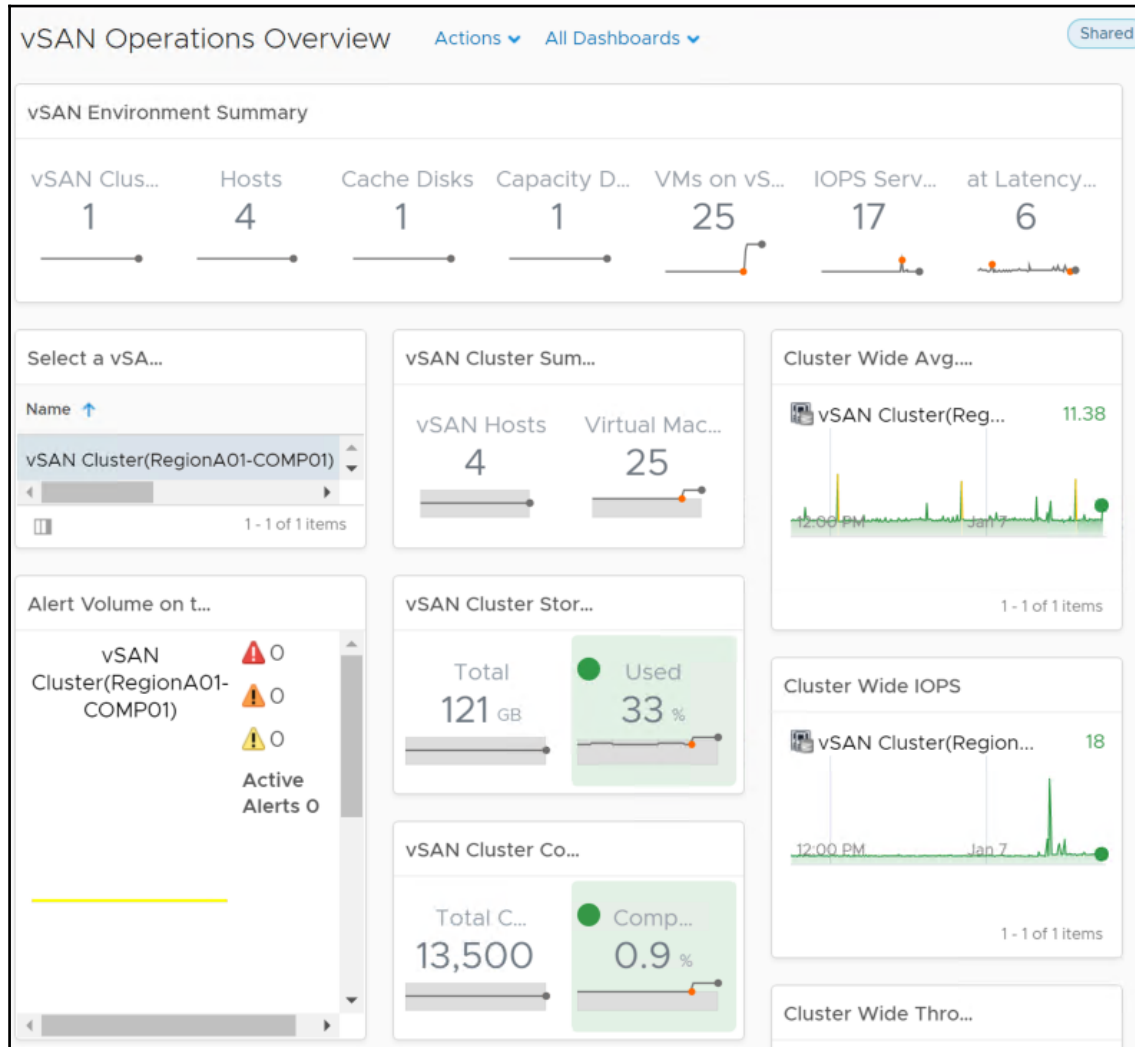 vSAN Operations Overview Actions All Dashboards Shared
vSAN Environment Summary
vSAN Clus... Hosts Cache Disks Capacity D... VMs on vS... IOPS Serv... at Latency...
1 4 1 1 25 17 6
Select a vSA...
Name
vSAN Cluster(RegionA01-COMP01)
1 - 1 of 1 items
vSAN Cluster Sum...
vSAN Hosts Virtual Mac...
4 25
Cluster Wide Avg....
vSAN Cluster(Reg... 11.38
12:00 PM Jan 7
1 - 1 of 1 items
Alert Volume on t...
vSAN
Cluster(RegionA01-
COMP01)
0
0
0
Active
Alerts 0
vSAN Cluster Stor...
Total Used
121 GB 33 %
vSAN Cluster Co...
Total C... Comp...
13,500 0.9 %
Cluster Wide IOPS
vSAN Cluster(Region... 18
12:00 PM Jan 7
1 - 1 of 1 items
Cluster Wide Thro...